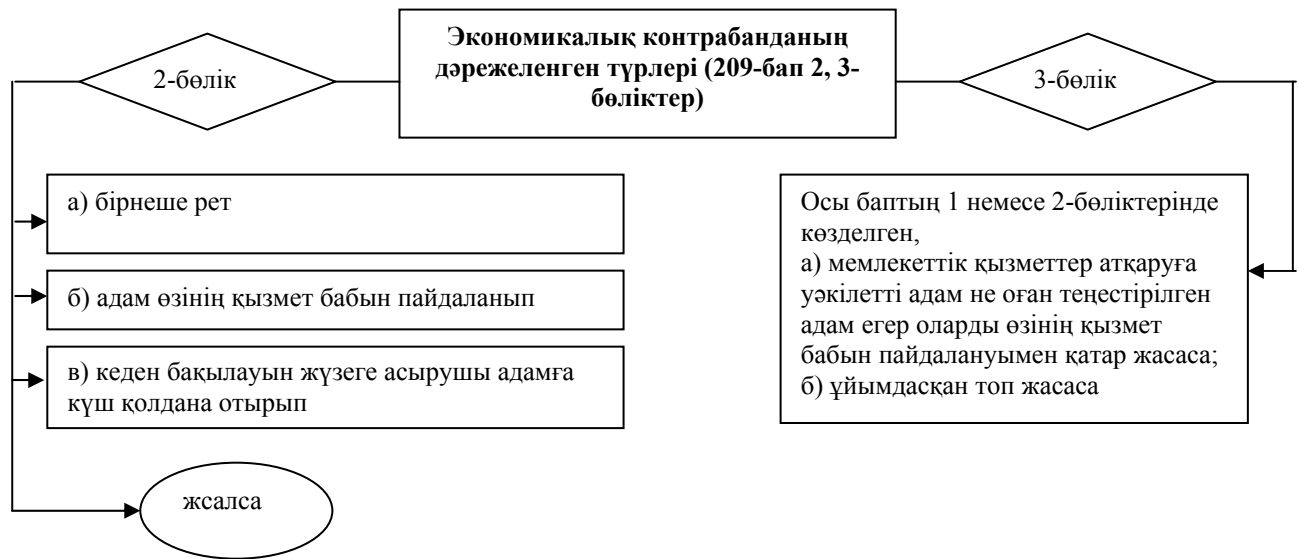 Экономикалық контрабанданың
дәрежеленген түрлері (209-бап 2, 3-
бөліктер)
2-бөлік
3-бөлік
а) бірнеше рет
б) адам өзінің қызмет бабын пайдаланып
в) кеден бақылауын жүзеге асырушы адамға
күш қолдана отырып
жсалса
Осы баптың 1 немесе 2-бөліктерінде
көзделген,
а) мемлекеттік қызметтер атқаруға
уәкілетті адам не оған теңестірілген
адам егер оларды өзінің қызмет
бабын пайдалануымен қатар жасаса;
б) ұйымдасқан топ жасаса